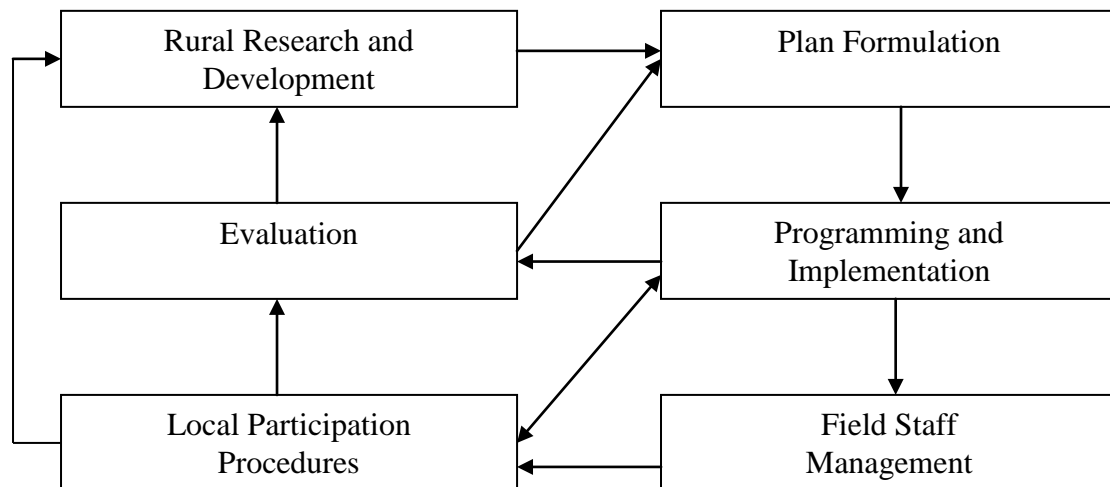 Rural Research and
Development
Plan Formulation
Evaluation
Programming and
Implementation
Local Participation
Procedures
Field Staff
Management